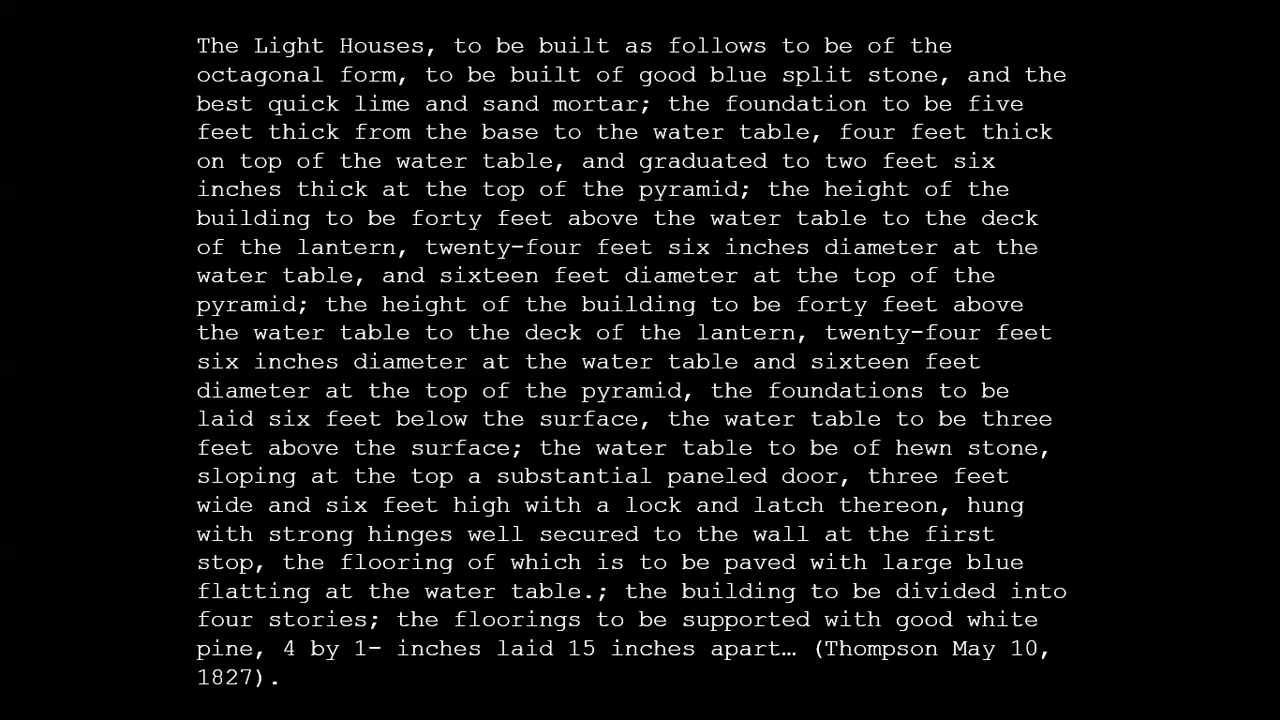 The Light Houses, to be built as follows to be of the
octagonal form, to be built of good blue split stone, and the
best quick lime and sand mortar; the foundation to be five
feet thick from the base to the water table, four feet thick
on top of the water table, and graduated to two feet six
inches thick at the top of the pyramid; the height of the
building to be forty feet above the water table to the deck
of the lantern, twenty-four feet six inches diameter at the
water table, and sixteen feet diameter at the top of the
pyramid; the height of the building to be forty feet above
the water table to the deck of the lantern, twenty-four feet
six inches diameter at the water table and sixteen feet
diameter at the top of the pyramid, the foundations to be
laid six feet below the surface, the water table to be three
feet above the surface; the water table to be of hewn stone,
sloping at the top a substantial paneled door, three feet
wide and six feet high with a lock and latch thereon, hung
with strong hinges well secured to the wall at the first
stop, the flooring of which is to be paved with large blue
flatting at the water table.; the building to be divided into
four stories; the floorings to be supported with good white
pine, 4 by 1- inches laid 15 inches apart… (Thompson May 10,
1827).